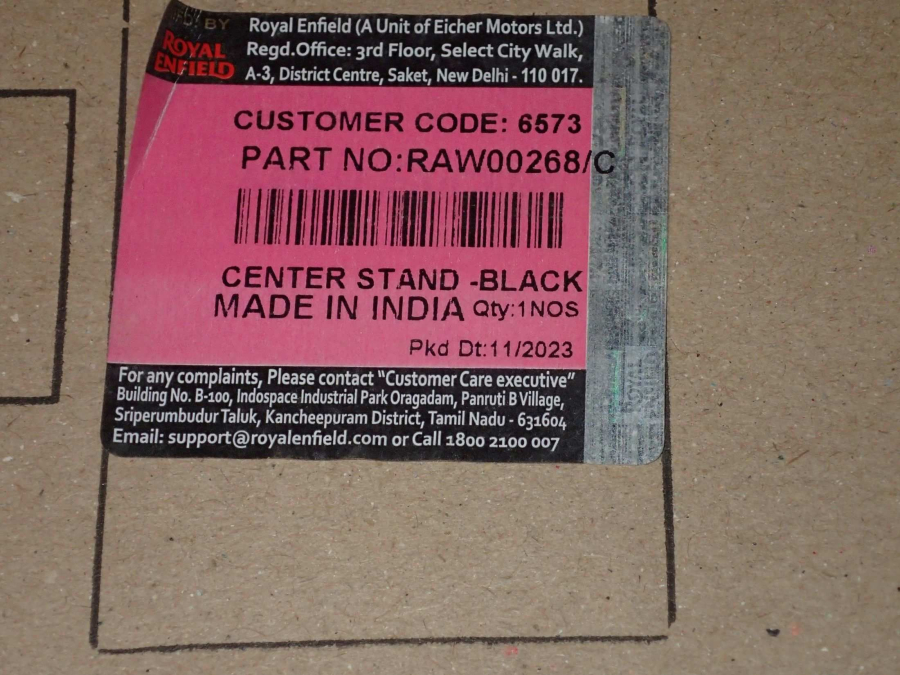 BY
ROYAL
ENFIELD
Royal Enfield (A Unit of Eicher Motors Ltd.)
Regd.Office: 3rd Floor, Select City Walk,
A-3, District Centre, Saket, New Delhi - 110 017.
CUSTOMER CODE: 6573
PART NO:RAW00268/C
CENTER STAND -BLACK
MADE IN INDIA Qty:1NOS
Pkd Dt:11/2023
For any complaints, Please contact "Customer Care executive"
Building No. B-100, Indospace Industrial Park Oragadam, Panruti B Village,
Sriperumbudur Taluk, Kancheepuram District, Tamil Nadu - 631604
Email: support@royalenfield.com or Call 1800 2100 007